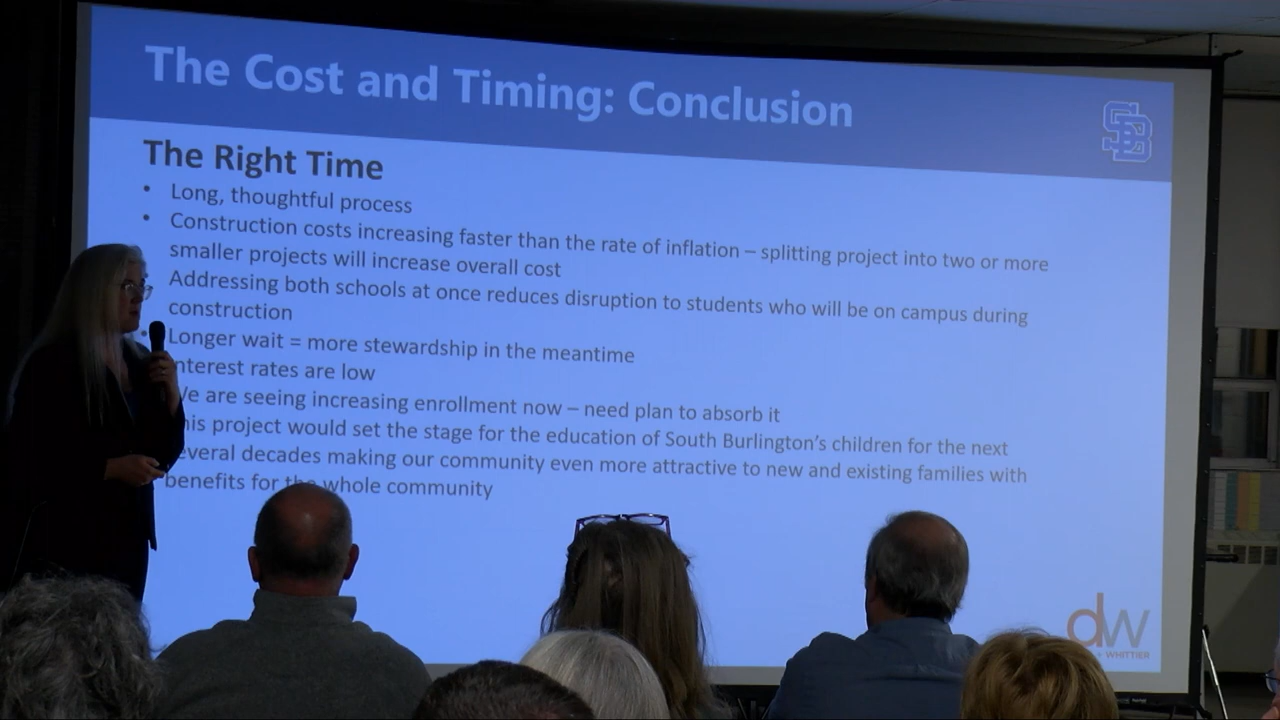 The Cost and Timing: Conclusion
SB
The Right Time
• Long, thoughtful process
• Construction costs increasing faster than the rate of inflation – splitting project into two or more
smaller projects will increase overall cost
Addressing both schools at once reduces disruption to students who will be on campus during
construction
Longer wait = more stewardship in the meantime
nterest rates are low
e are seeing increasing enrollment now – need plan to absorb it
his project would set the stage for the education of South Burlington's children for the next
everal decades making our community even more attractive to new and existing families with
benefits for the whole community
dw
WHITTIER